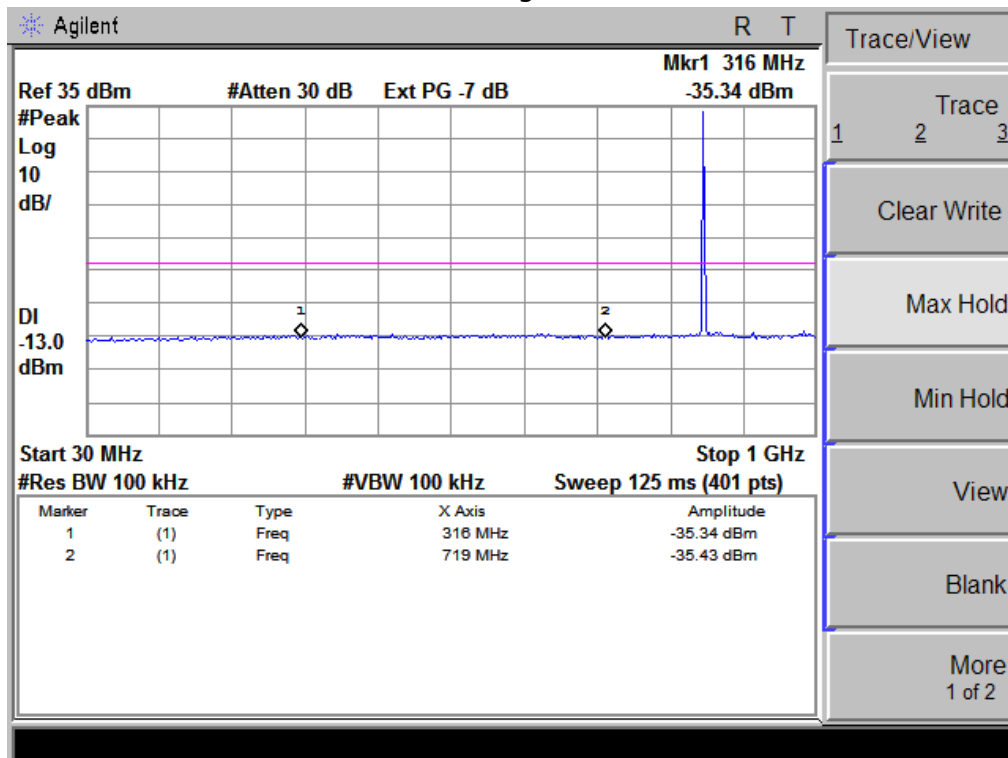 Agilent
R T
Trace/View
Mkr1 316 MHz
Ref 35 dBm #Atten 30 dB Ext PG -7 dB -35.34 dBm
#Peak
Log
10
dB/
1 2
DI
-13.0
dBm
Start 30 MHz Stop 1 GHz
#Res BW 100 kHz #VBW 100 kHz Sweep 125 ms (401 pts)
Marker Trace Type X Axis Amplitude
1 (1) Freq 316 MHz -35.34 dBm
2 (1) Freq 719 MHz -35.43 dBm
Trace
1 2 3
Clear Write
Max Hold
Min Hold
View
Blank
More
1 of 2